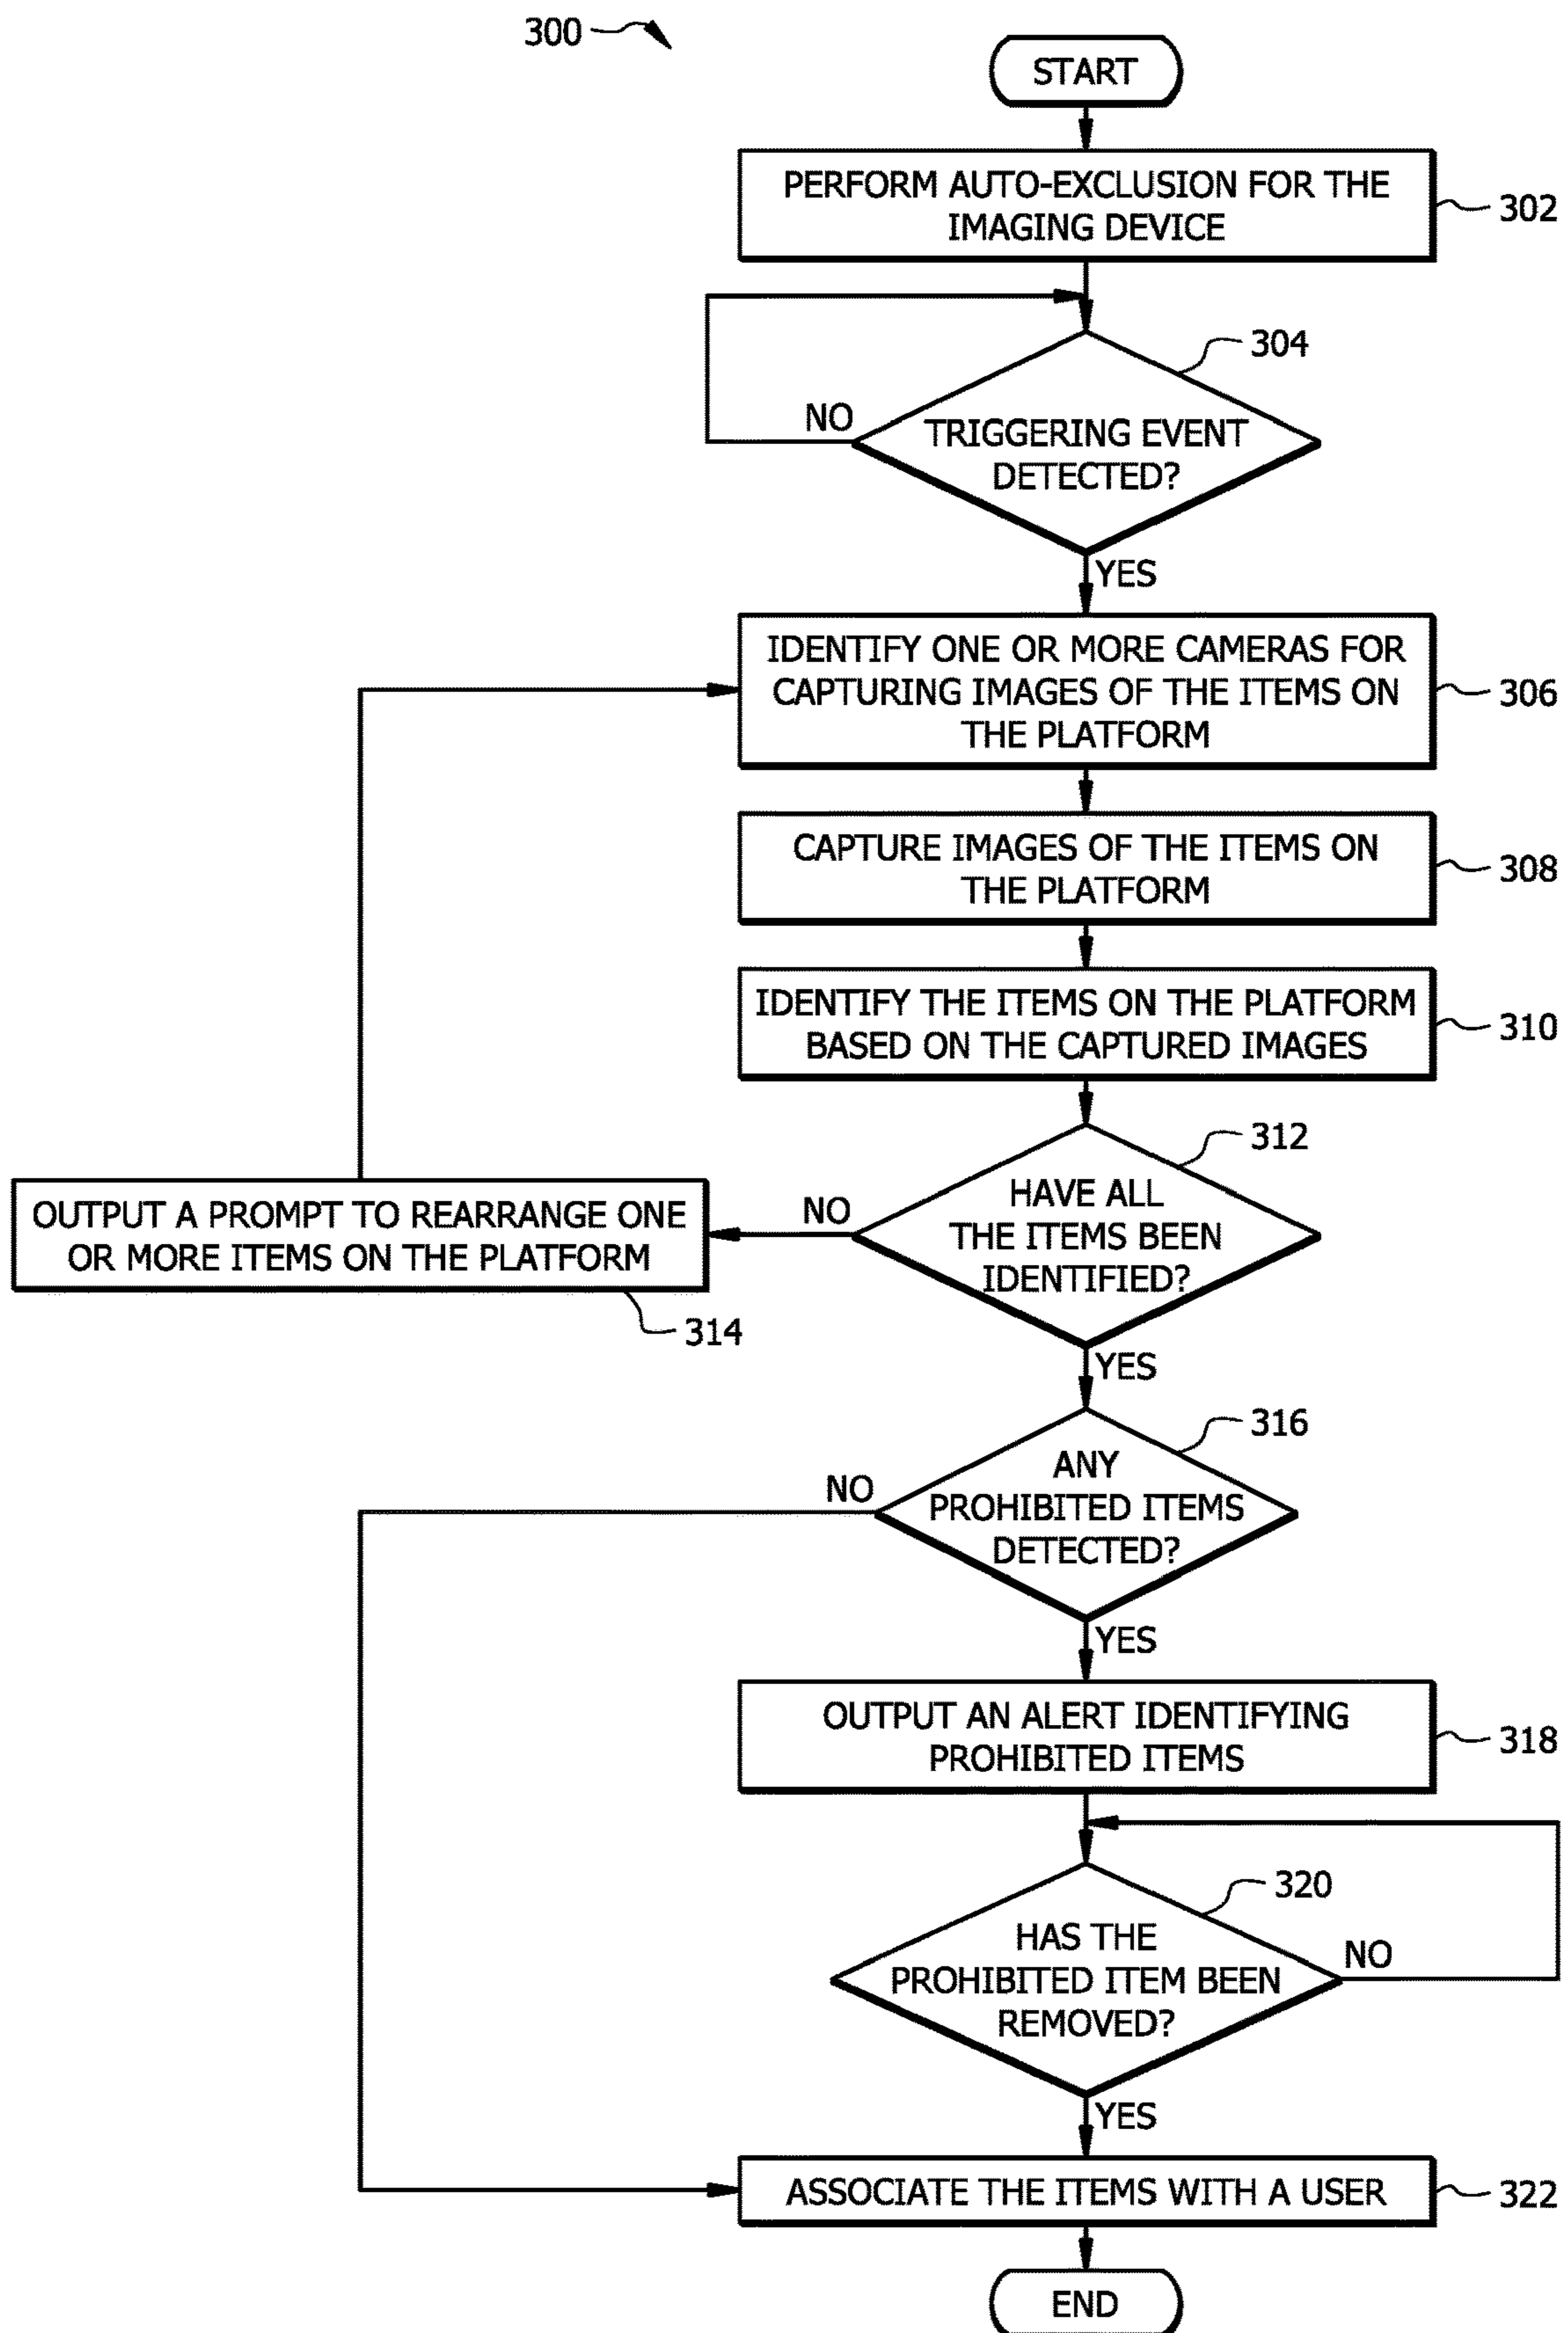 300
START
PERFORM AUTO-EXCLUSION FOR THE
IMAGING DEVICE
302
304
NO
TRIGGERING EVENT
DETECTED?
YES
IDENTIFY ONE OR MORE CAMERAS FOR
CAPTURING IMAGES OF THE ITEMS ON
THE PLATFORM
306
CAPTURE IMAGES OF THE ITEMS ON
THE PLATFORM
308
IDENTIFY THE ITEMS ON THE PLATFORM
BASED ON THE CAPTURED IMAGES
310
312
HAVE ALL
THE ITEMS BEEN
IDENTIFIED?
NO
OUTPUT A PROMPT TO REARRANGE ONE
OR MORE ITEMS ON THE PLATFORM
314
YES
316
ANY
PROHIBITED ITEMS
DETECTED?
NO
YES
OUTPUT AN ALERT IDENTIFYING
PROHIBITED ITEMS
318
320
HAS THE
PROHIBITED ITEM BEEN
REMOVED?
NO
YES
ASSOCIATE THE ITEMS WITH A USER
322
END